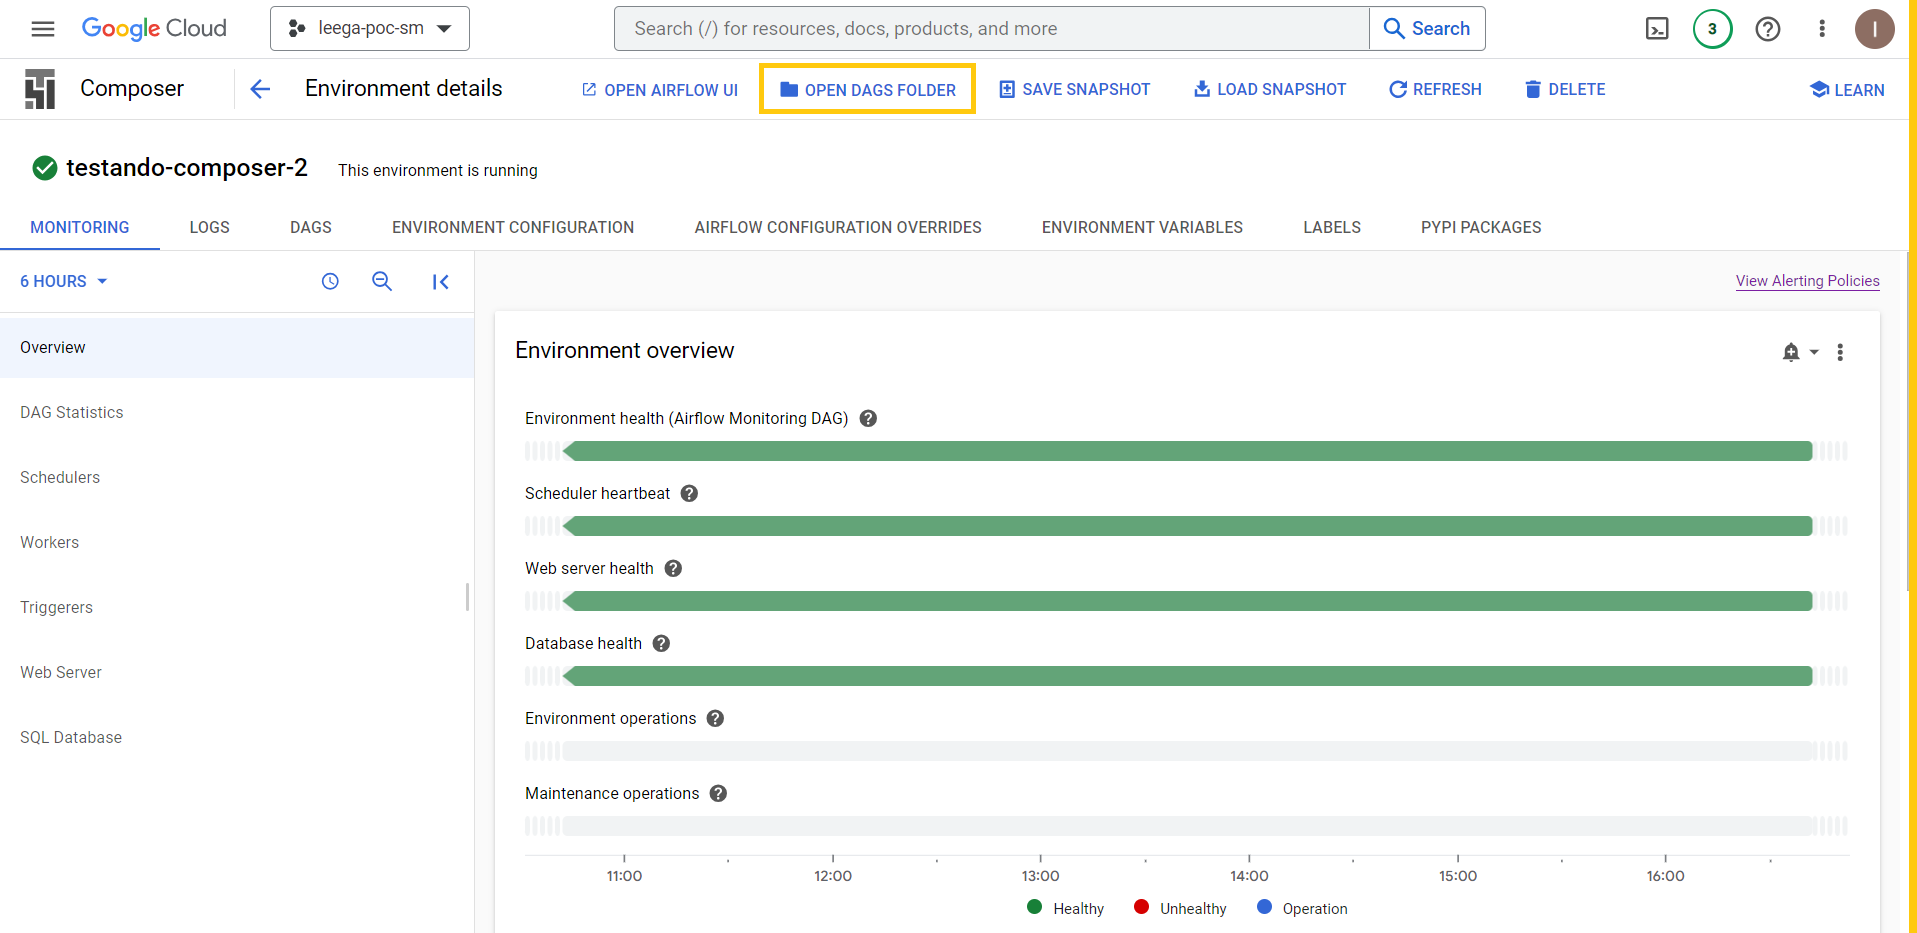 Google Cloud
leega-poc-sm
Search (/) for resources, docs, products, and more
Search
3
I
Composer
Environment details
OPEN AIRFLOW UI
OPEN DAGS FOLDER
SAVE SNAPSHOT
LOAD SNAPSHOT
REFRESH
DELETE
LEARN
testando-composer-2
This environment is running
MONITORING
LOGS
DAGS
ENVIRONMENT CONFIGURATION
AIRFLOW CONFIGURATION OVERRIDES
ENVIRONMENT VARIABLES
LABELS
PYPI PACKAGES
6 HOURS
View Alerting Policies
Overview
DAG Statistics
Schedulers
Workers
Triggerers
Web Server
SQL Database
Environment overview
Environment health (Airflow Monitoring DAG)
Scheduler heartbeat
Web server health
Database health
Environment operations
Maintenance operations
11:00
12:00
13:00
14:00
15:00
16:00
Healthy
Unhealthy
Operation